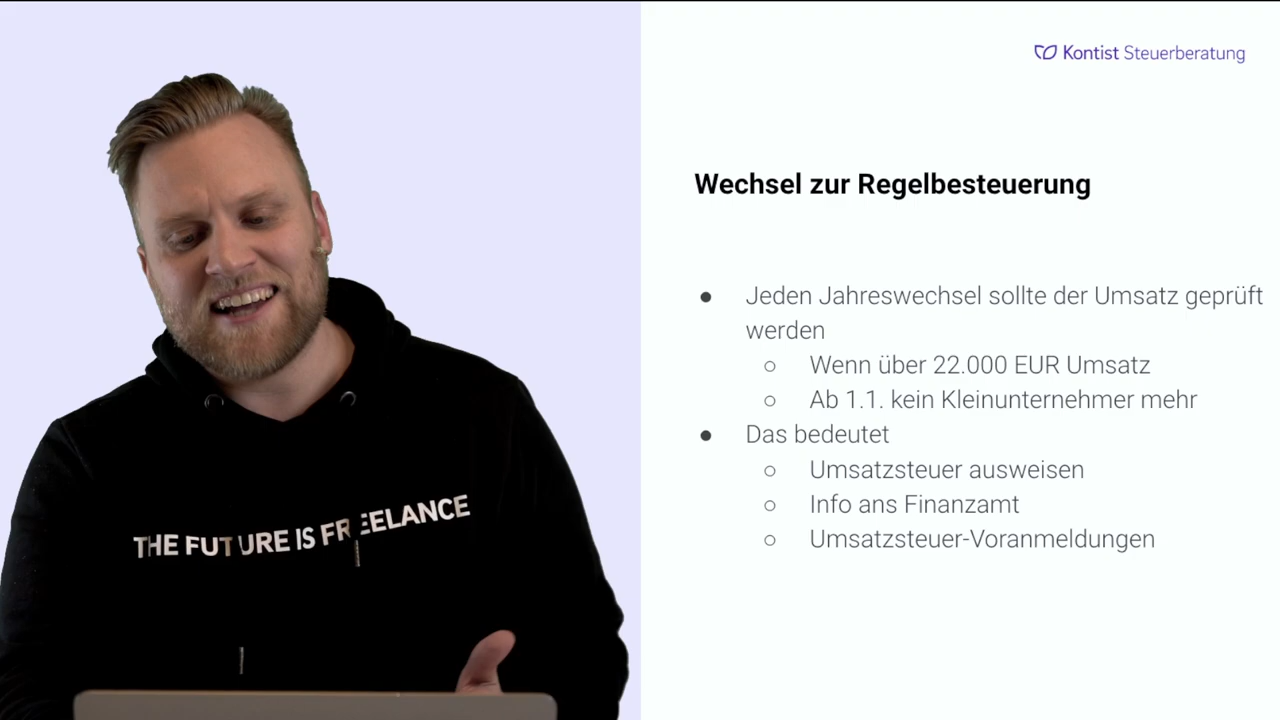 Kontist Steuerberatung
Wechsel zur Regelbesteuerung
● Jeden Jahreswechsel sollte der Umsatz geprüft
werden
○ Wenn über 22.000 EUR Umsatz
○ Ab 1.1. kein Kleinunternehmer mehr
● Das bedeutet
○ Umsatzsteuer ausweisen
○ Info ans Finanzamt
○ Umsatzsteuer-Voranmeldungen
THE FUTURE IS FREELANCE